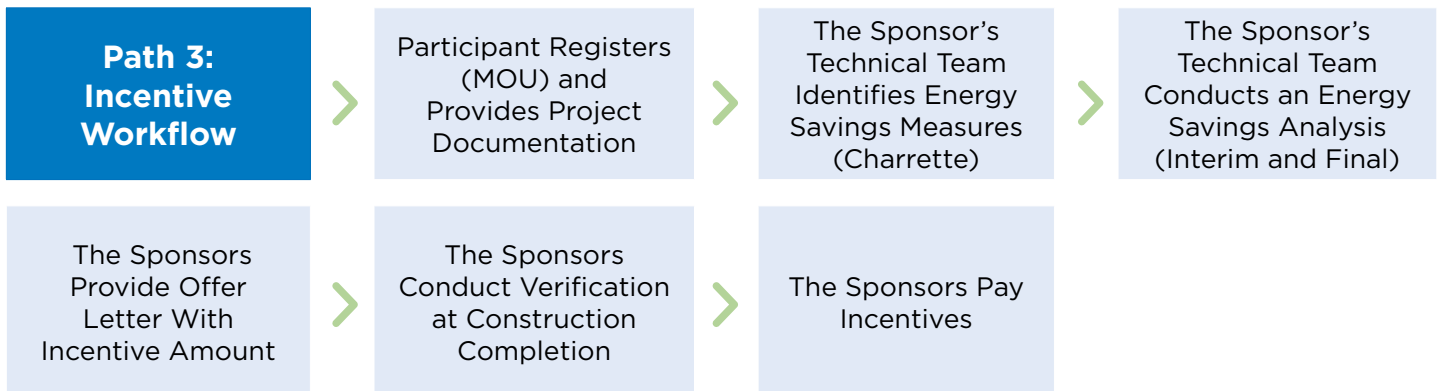 Path 3:
Incentive
Workflow
Participant Registers
(MOU) and
Provides Project
Documentation
The Sponsor's
Technical Team
Identifies Energy
Savings Measures
(Charrette)
The Sponsor's
Technical Team
Conducts an Energy
Savings Analysis
(Interim and Final)
The Sponsors
Provide Offer
Letter With
Incentive Amount
The Sponsors
Conduct Verification
at Construction
Completion
The Sponsors Pay
Incentives